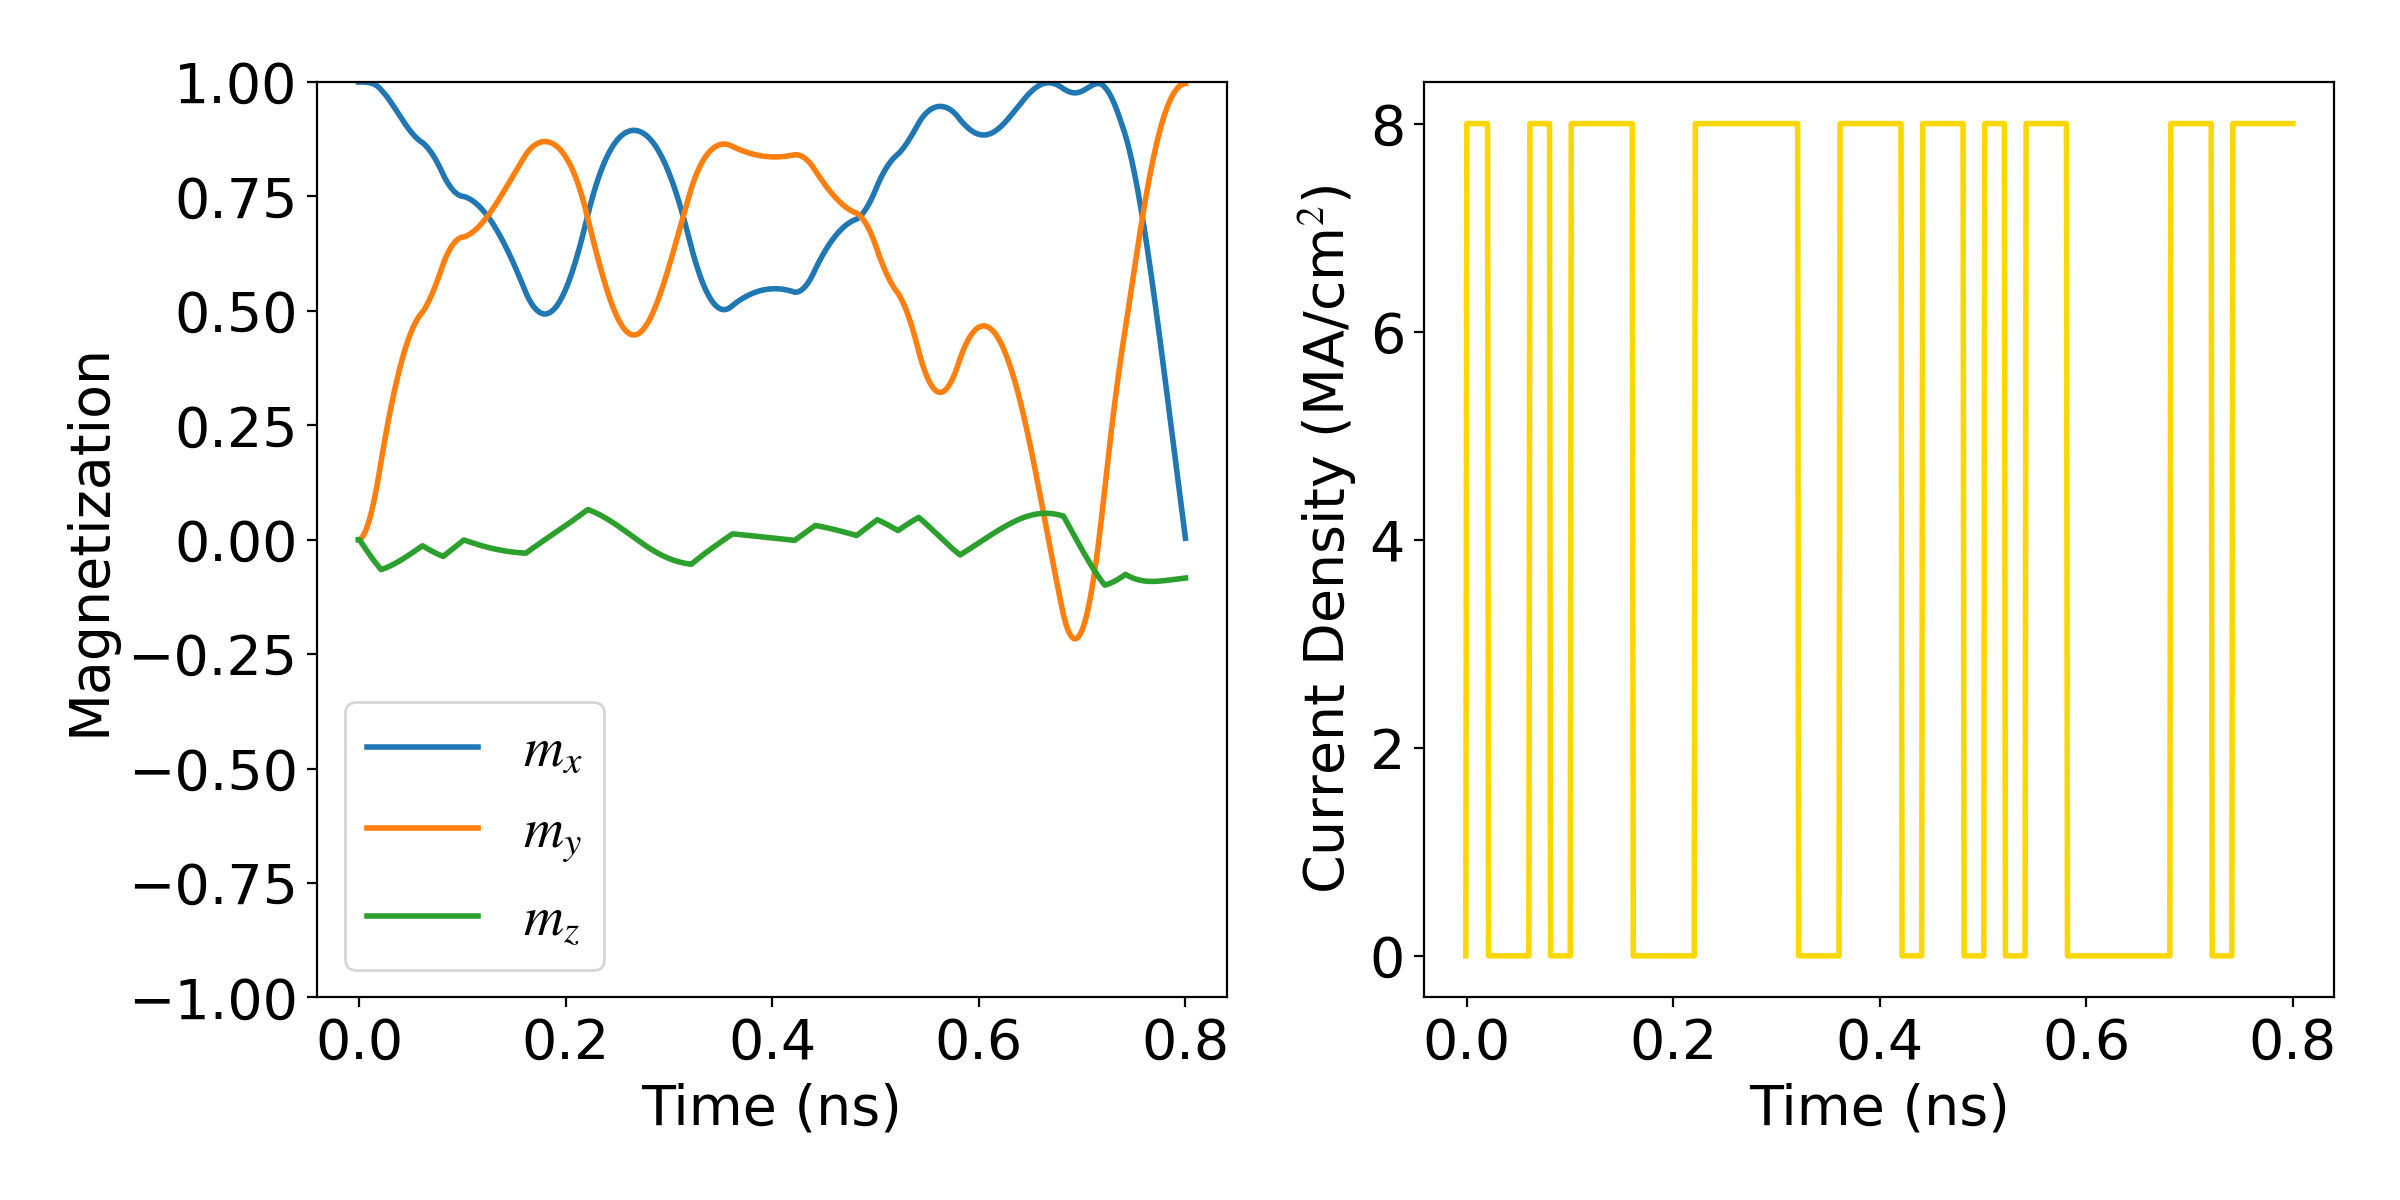 Magnetization
1.00
0.75
0.50
0.25
0.00
−0.25
−0.50
−0.75
−1.00
m_x
m_y
m_z
0.0 0.2 0.4 0.6 0.8
Time (ns)
Current Density (MA/cm²)
8
6
4
2
0
0.0 0.2 0.4 0.6 0.8
Time (ns)